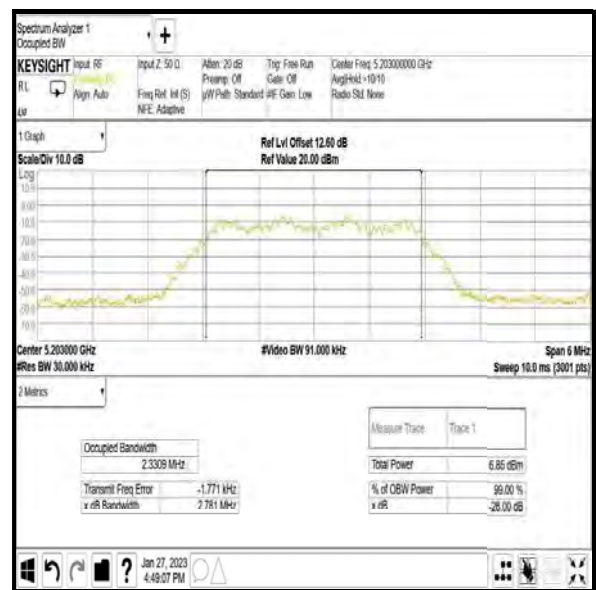 Spectrum Analyzer 1
Occupied BW
KEYSIGHT Input: RF
RL
Align: Auto
Input Z: 50 Ω
Freq Ref: Int (S)
NFE: Adaptive
Atten: 20 dB
Preamp: Off
µW Path: Standard
Trig: Free Run
Gate: Off
#IF Gain: Low
Center Freq: 5.203000000 GHz
Avg|Hold:>10/10
Radio Std: None
1 Graph
Scale/Div 10.0 dB
Ref Lvl Offset 12.60 dB
Ref Value 20.00 dBm
Log
10.0
0.00
Center 5.203000 GHz
#Video BW 91.000 kHz
Span 6 MHz
#Res BW 30.000 kHz
Sweep 10.0 ms (3001 pts)
2 Metrics
Measure Trace Trace 1
Occupied Bandwidth
2.3309 MHz
Total Power 6.85 dBm
Transmit Freq Error -1.771 kHz
% of OBW Power 99.00 %
x dB Bandwidth 2.781 MHz
x dB -26.00 dB
?
Jan 27, 2023
4:49:07 PM